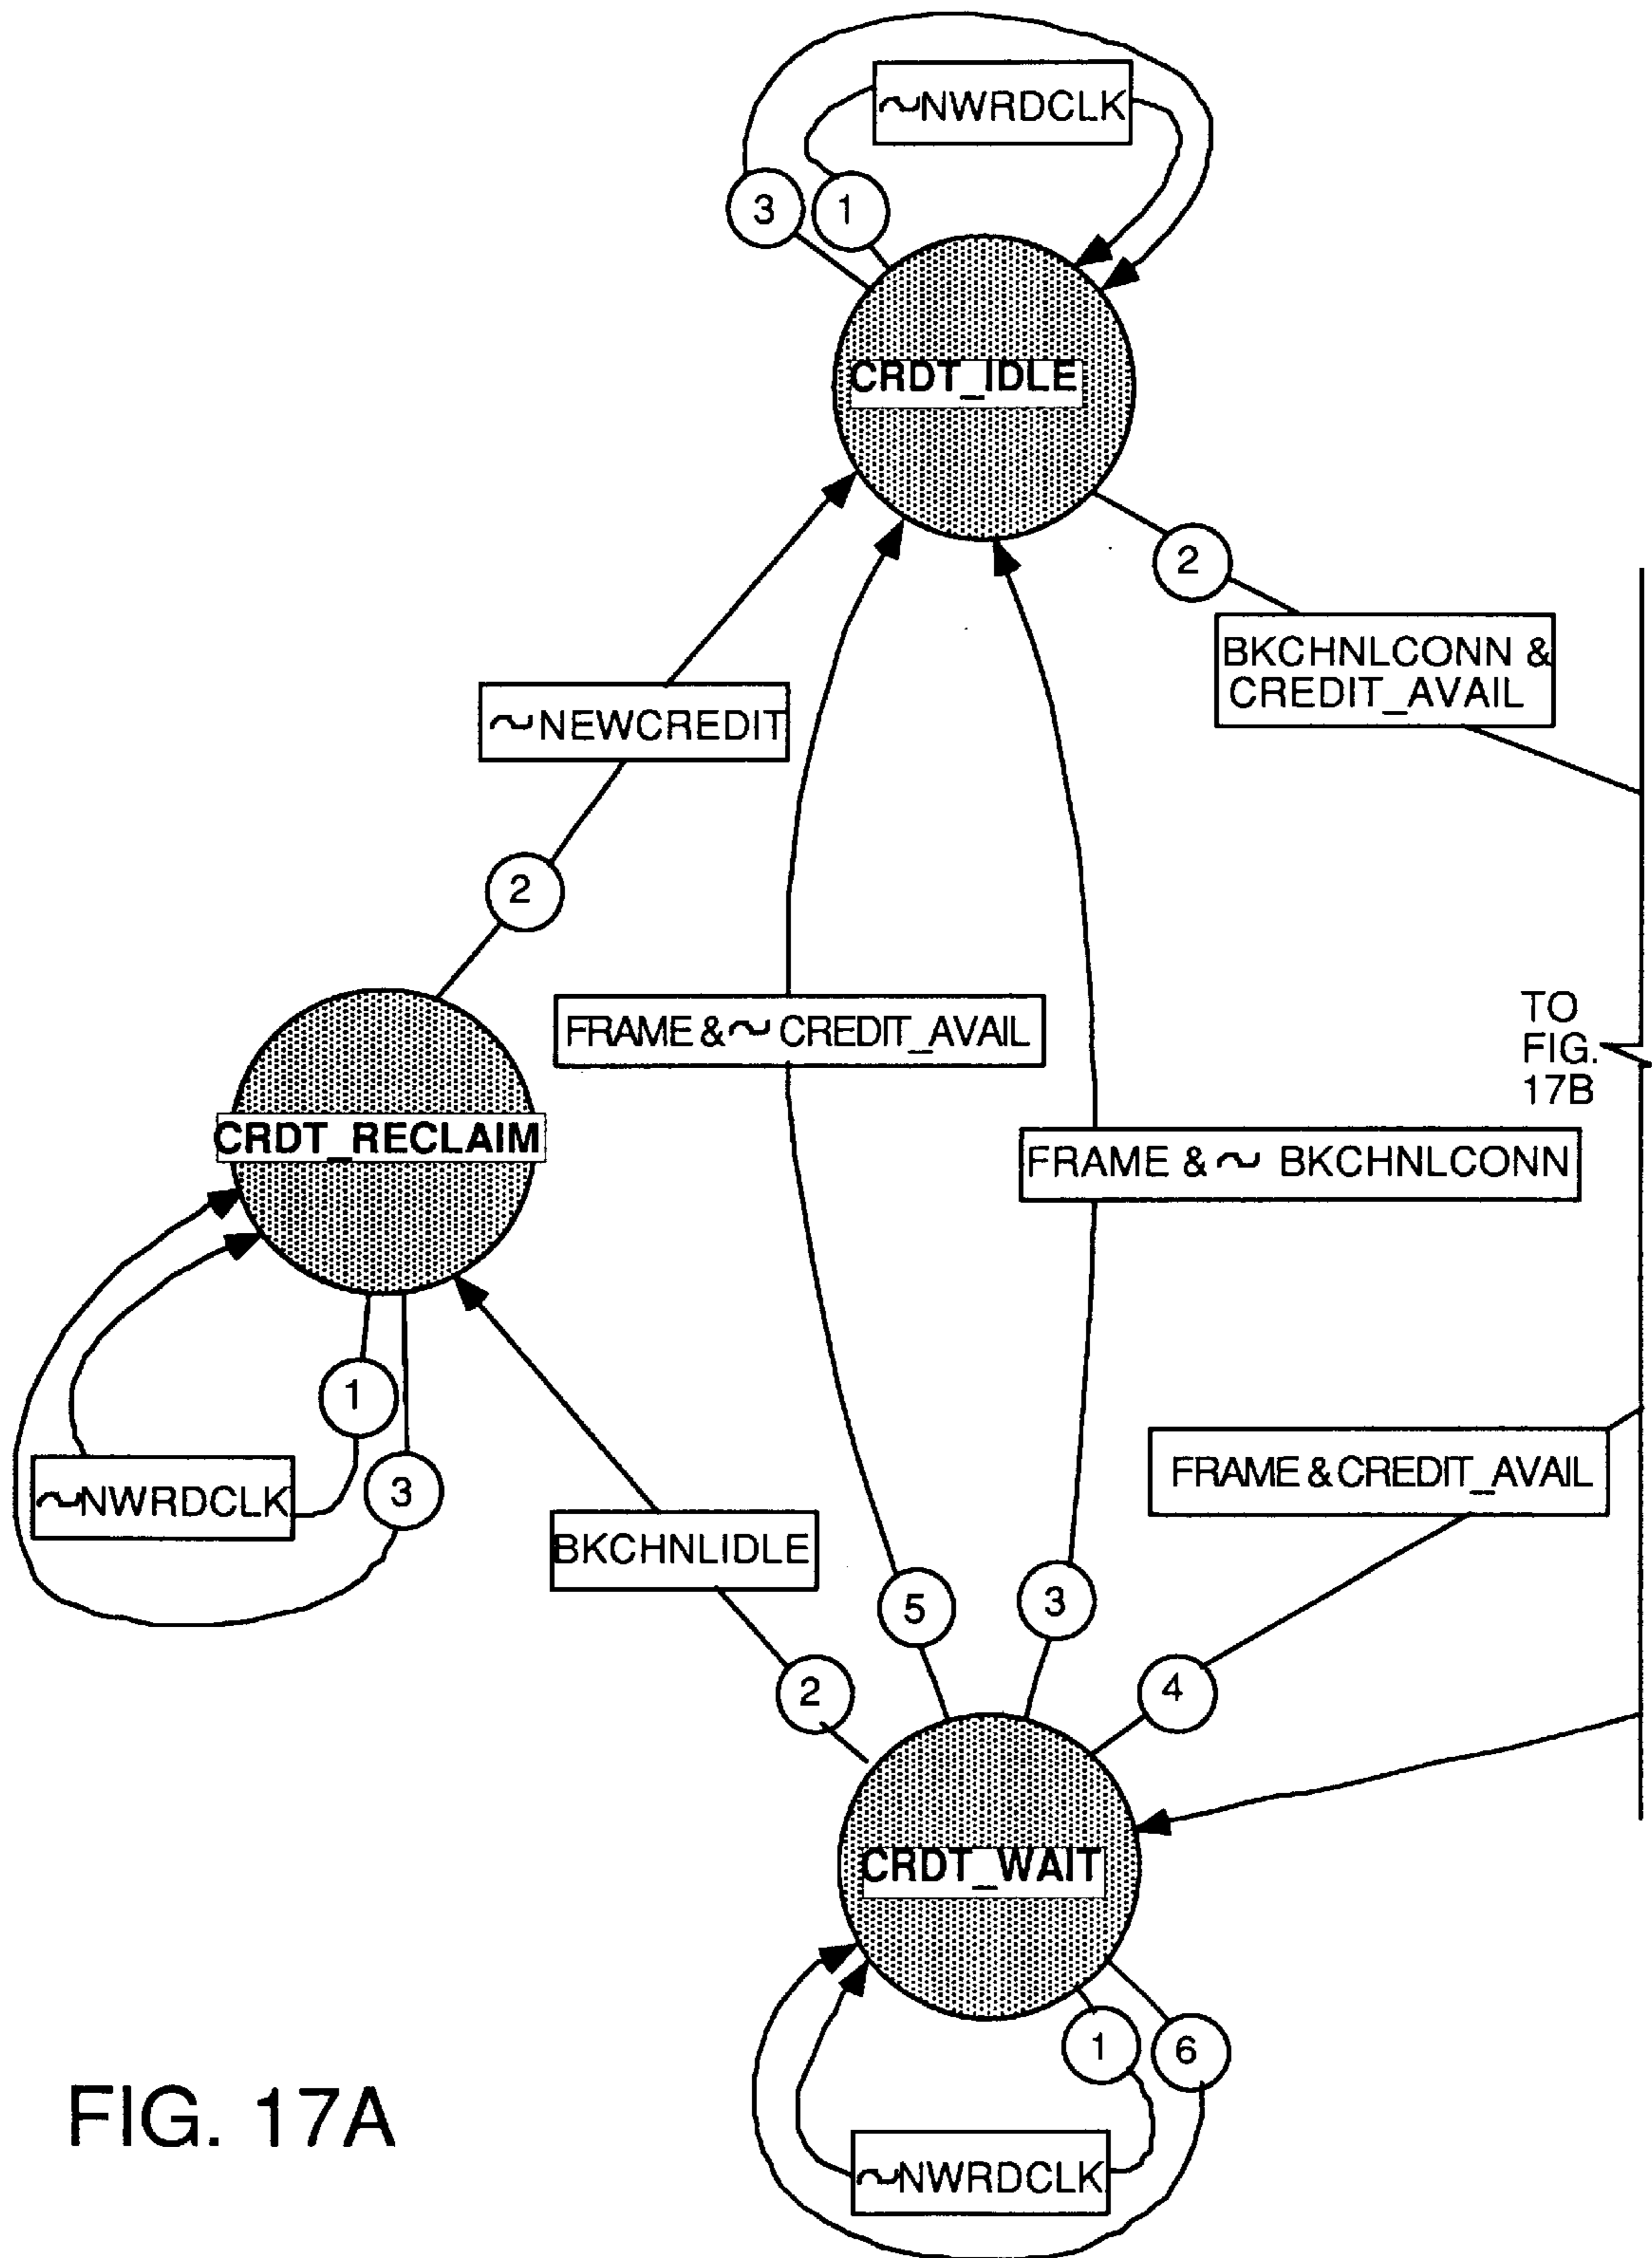 ~NWRDCLK
3
1
CRDT_IDLE
2
BKCHNLCONN &
CREDIT_AVAIL
~NEWCREDIT
2
FRAME & ~ CREDIT_AVAIL
TO
FIG.
17B
CRDT_RECLAIM
FRAME & ~ BKCHNLCONN
1
3
~NWRDCLK
FRAME & CREDIT_AVAIL
BKCHNLIDLE
5
3
2
4
CRDT_WAIT
1
6
~NWRDCLK
FIG. 17A